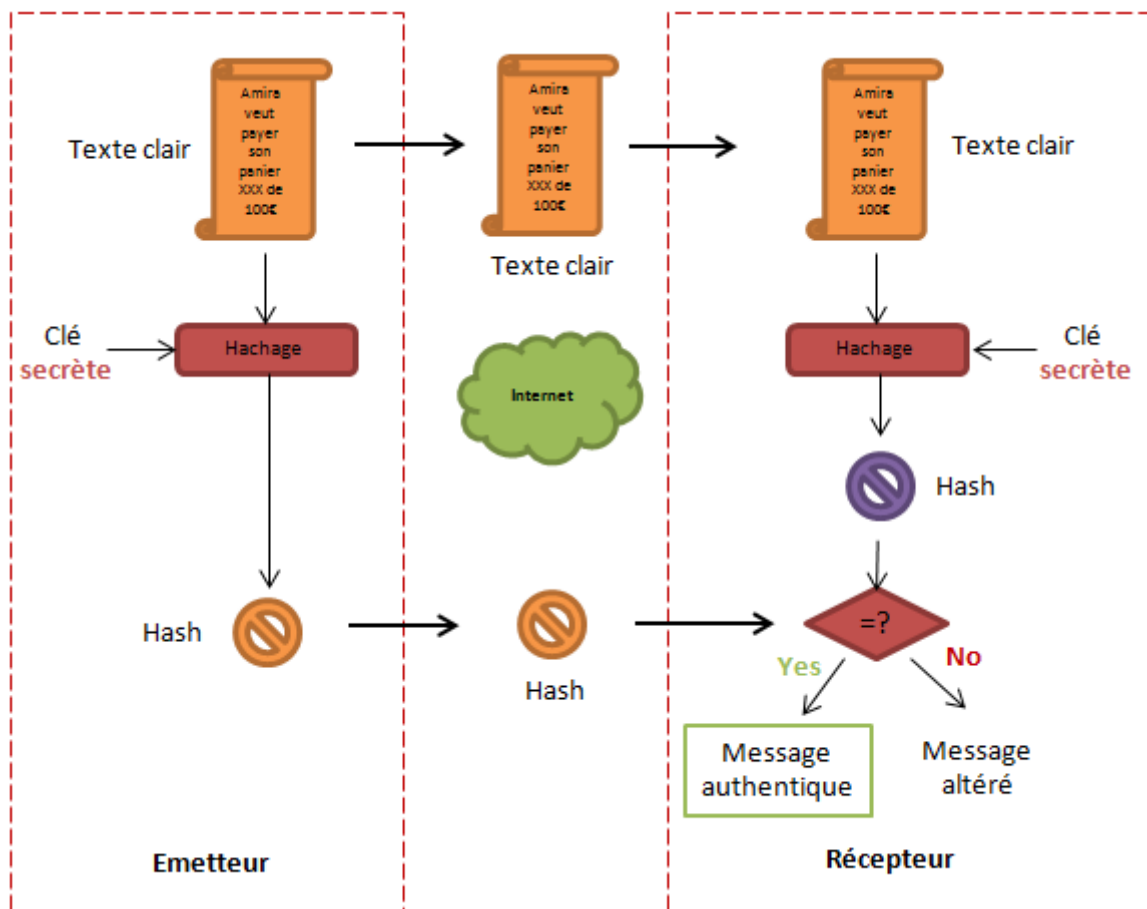 Amira
veut
payer
son
panier
XXX de
100€
Texte clair
Amira
veut
payer
son
panier
XXX de
100€
Texte clair
Amira
veut
payer
son
panier
XXX de
100€
Texte clair
Clé
secrète
Hachage
Internet
Hachage
Clé
secrète
Hash
Hash
Hash
=?
Yes
No
Message
authentique
Message
altéré
Emetteur
Récepteur